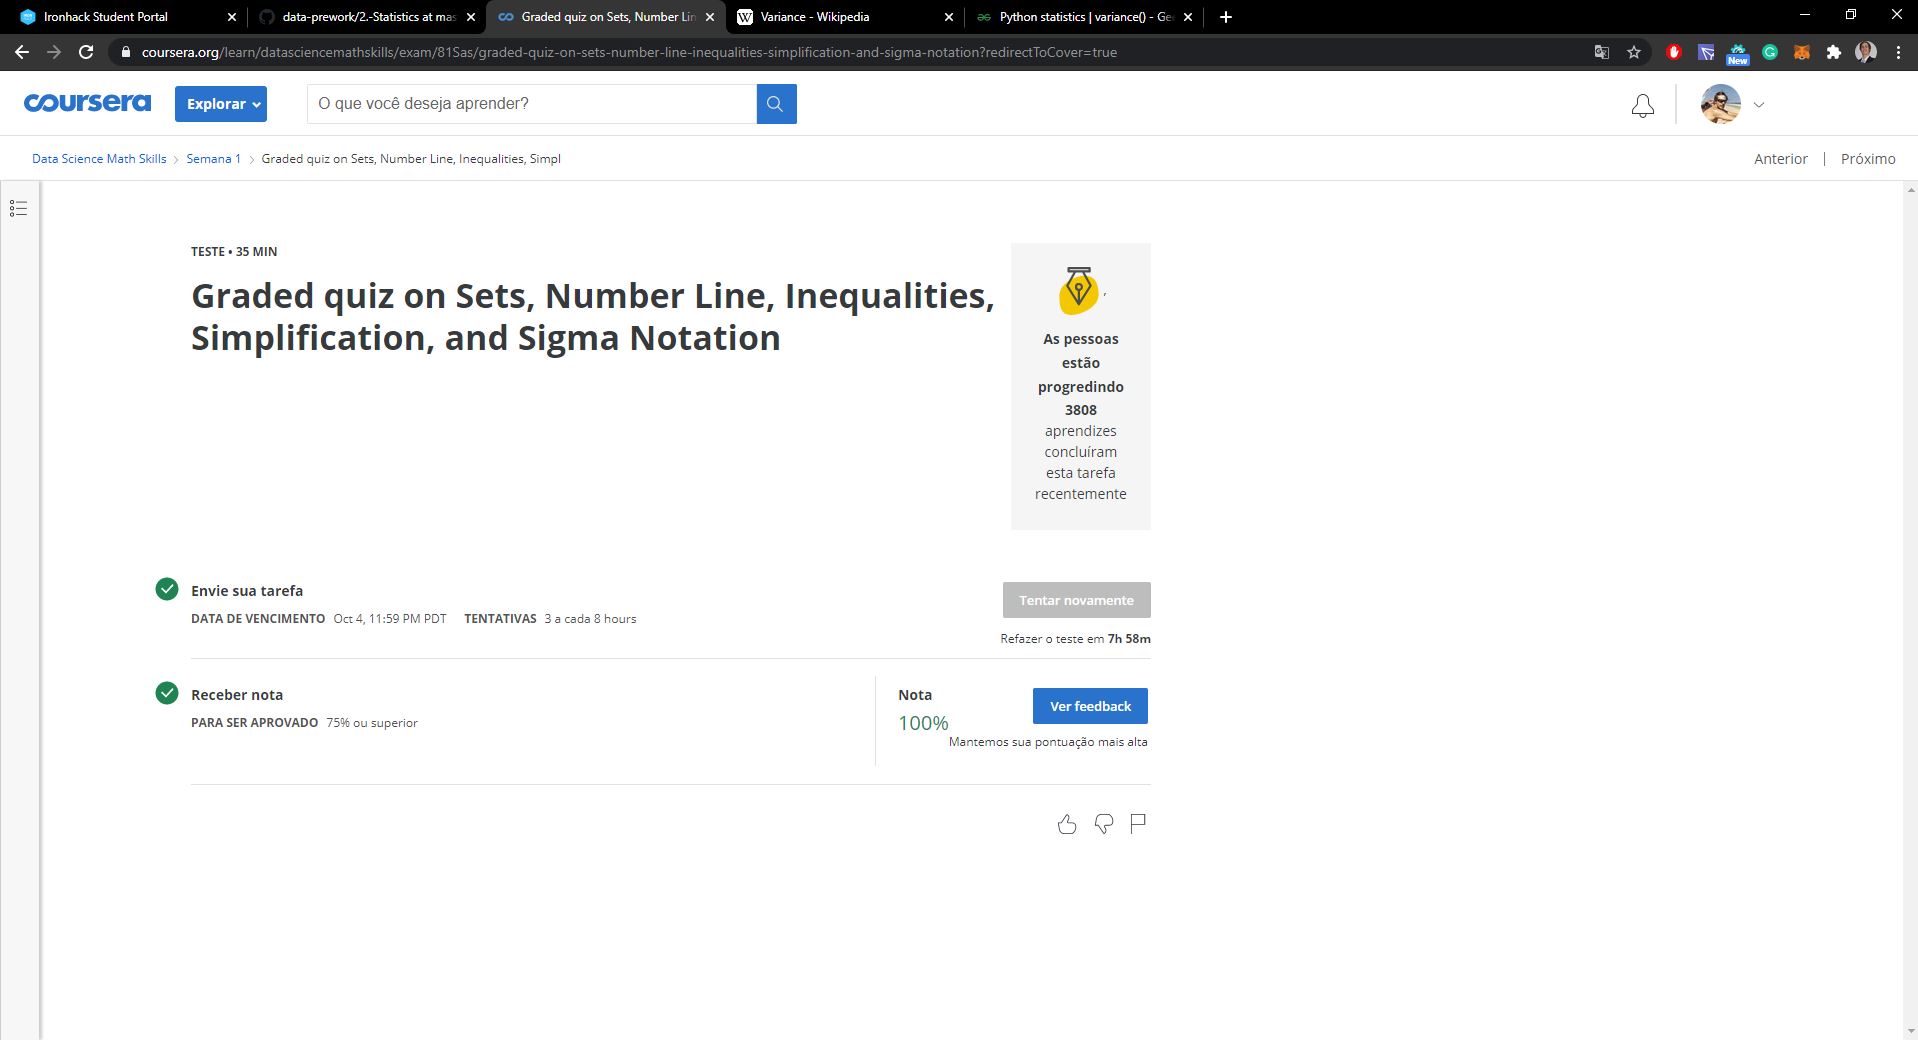 Ironhack Student Portal
data-prework/2.-Statistics at mas
Graded quiz on Sets, Number Lin
Variance - Wikipedia
Python statistics | variance() - Ge
coursera.org/learn/datasciencemathskills/exam/81Sas/graded-quiz-on-sets-number-line-inequalities-simplification-and-sigma-notation?redirectToCover=true
New
coursera
Explorar
O que você deseja aprender?
Data Science Math Skills
Semana 1
Graded quiz on Sets, Number Line, Inequalities, Simpl
Anterior | Próximo
TESTE • 35 MIN
Graded quiz on Sets, Number Line, Inequalities,
Simplification, and Sigma Notation
,
As pessoas
estão
progredindo
3808
aprendizes
concluíram
esta tarefa
recentemente
Envie sua tarefa
DATA DE VENCIMENTO Oct 4, 11:59 PM PDT TENTATIVAS 3 a cada 8 hours
Tentar novamente
Refazer o teste em 7h 58m
Receber nota
PARA SER APROVADO 75% ou superior
Nota
100%
Ver feedback
Mantemos sua pontuação mais alta